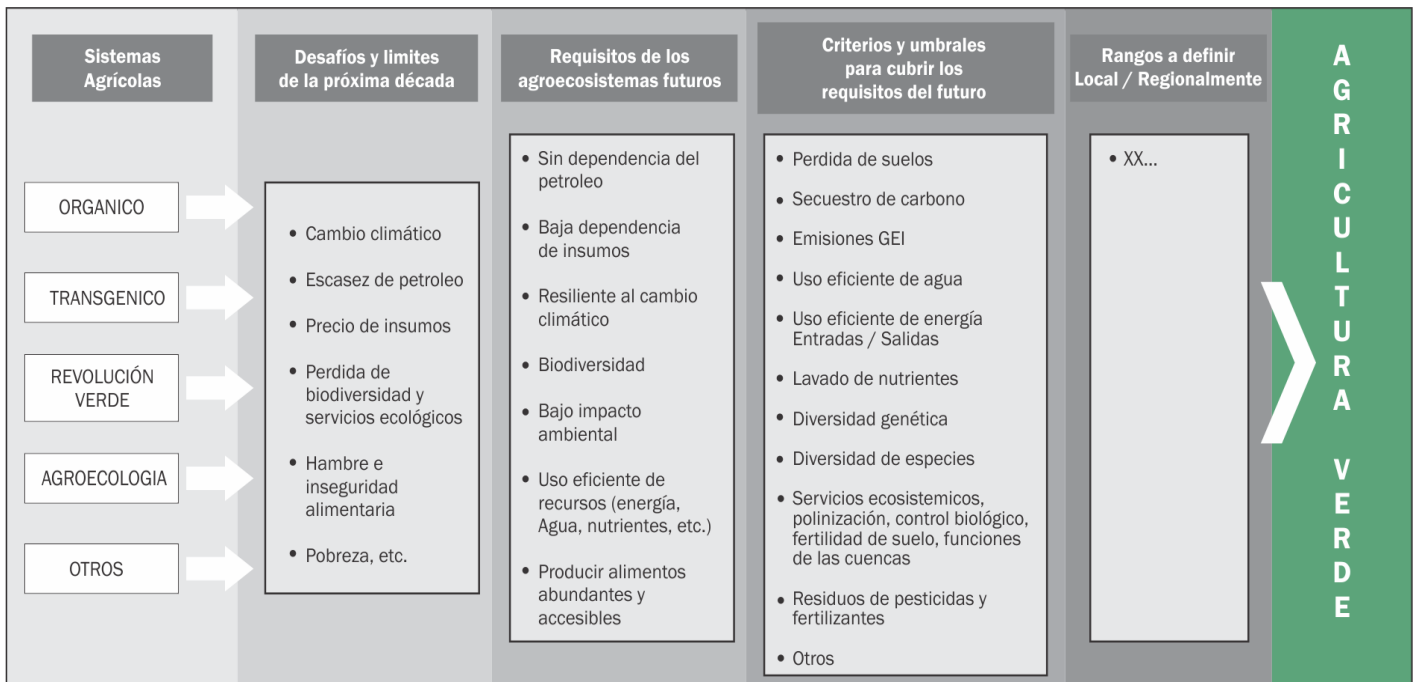 Sistemas
Agrícolas
ORGANICO
TRANSGENICO
REVOLUCIÓN
VERDE
AGROECOLOGIA
OTROS
Desafíos y limites
de la próxima década
• Cambio climático
• Escasez de petroleo
• Precio de insumos
• Perdida de
biodiversidad y
servicios ecológicos
• Hambre e
inseguridad
alimentaria
• Pobreza, etc.
Requisitos de los
agroecosistemas futuros
• Sin dependencia del
petroleo
• Baja dependencia
de insumos
• Resiliente al cambio
climático
• Biodiversidad
• Bajo impacto
ambiental
• Uso eficiente de
recursos (energía,
Agua, nutrientes, etc.)
• Producir alimentos
abundantes y
accesibles
Criterios y umbrales
para cubrir los
requisitos del futuro
• Perdida de suelos
• Secuestro de carbono
• Emisiones GEI
• Uso eficiente de agua
• Uso eficiente de energía
Entradas / Salidas
• Lavado de nutrientes
• Diversidad genética
• Diversidad de especies
• Servicios ecosistemicos,
polinización, control biológico,
fertilidad de suelo, funciones
de las cuencas
• Residuos de pesticidas y
fertilizantes
• Otros
Rangos a definir
Local / Regionalmente
• XX...
AGRICULTURA VERDE